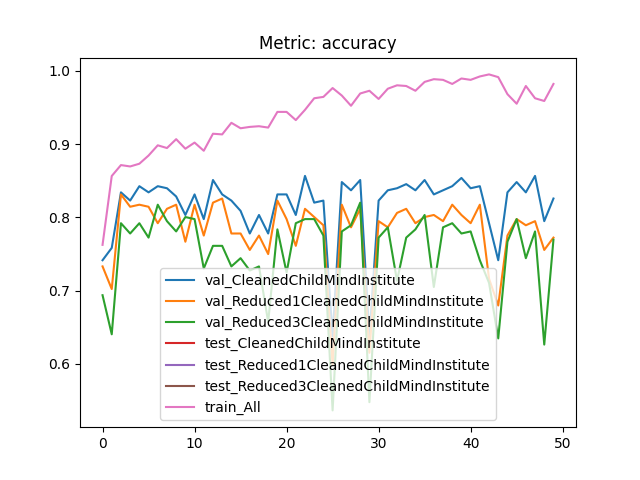 Metric: accuracy
1.0
0.9
0.8
0.7
0.6
val_CleanedChildMindInstitute
val_Reduced1CleanedChildMindInstitute
val_Reduced3CleanedChildMindInstitute
test_CleanedChildMindInstitute
test_Reduced1CleanedChildMindInstitute
test_Reduced3CleanedChildMindInstitute
train_All
0 10 20 30 40 50